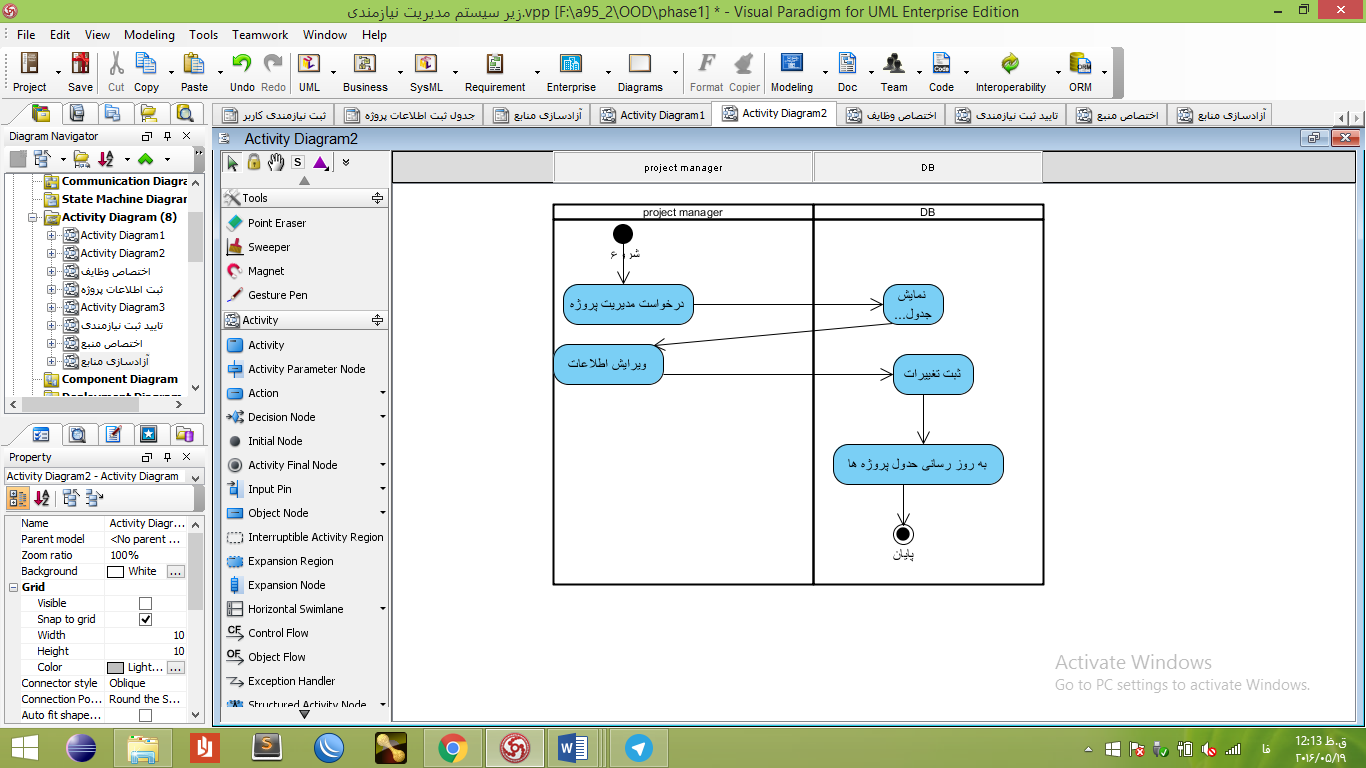 زیر سیستم مدیریت نیازمندی.vpp [F:\a95_2\OOD\phase1] * - Visual Paradigm for UML Enterprise Edition
File Edit View Modeling Tools Teamwork Window Help
Project Save Cut Copy Paste Undo Redo UML Business SysML Requirement Enterprise Diagrams Format Copier Modeling Doc Team Code Interoperability ORM
ثبت نیازمندی کاربر
جدول ثبت اطلاعات پروژه
آزادسازی منابع
Activity Diagram1
Activity Diagram2
اختصاص وظایف
تایید ثبت نیازمندی
اختصاص منبع
آزادسازی منابع
Diagram Navigator
Communication Diagra
State Machine Diagra
Activity Diagram (8)
Activity Diagram1
Activity Diagram2
اختصاص وظایف
ثبت اطلاعات پروژه
Activity Diagram3
تایید ثبت نیازمندی
اختصاص منبع
آزادسازی منابع
Component Diagram
Property
Activity Diagram2 - Activity Diagram
Name Activity Diagr...
Parent model <No parent ...
Zoom ratio 100%
Background White ...
Grid
Visible
Snap to grid
Width 10
Height 10
Color Light... ...
Connector style Oblique
Connection Po... Round the S...
Auto fit shape...
Activity Diagram2
S
Tools
Point Eraser
Sweeper
Magnet
Gesture Pen
Activity
Activity
Activity Parameter Node
Action
Decision Node
Initial Node
Activity Final Node
Input Pin
Object Node
Interruptible Activity Region
Expansion Region
Expansion Node
Horizontal Swimlane
CF Control Flow
OF Object Flow
Exception Handler
Structured Activity Node
project manager DB
project manager DB
شروع
درخواست مدیریت پروژه
نمایش
جدول...
ویرایش اطلاعات
ثبت تغییرات
به روز رسانی جدول پروژه ها
پایان
Activate Windows
Go to PC settings to activate Windows.
فا
12:13 ق.ظ
۲۰۱۶/۰۵/۱۹